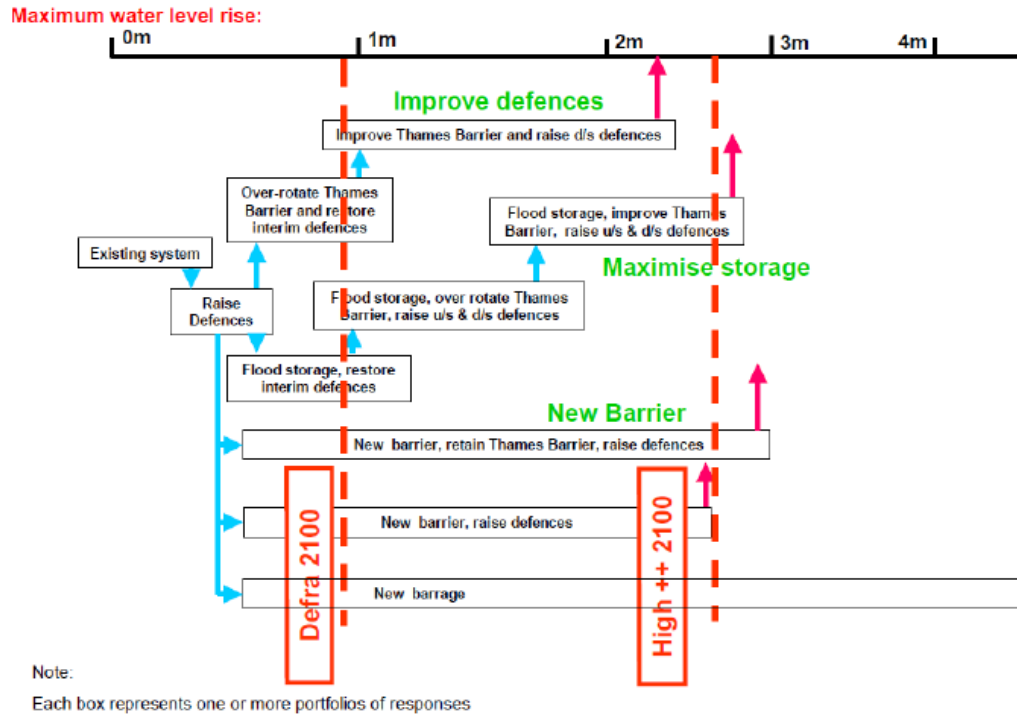 Maximum water level rise:
0m
1m
2m
3m
4m
Improve defences
Improve Thames Barrier and raise d/s defences
Over-rotate Thames
Barrier and restore
interim defences
Flood storage, improve Thames
Barrier, raise u/s & d/s defences
Existing system
Maximise storage
Raise
Defences
Flood storage, over rotate Thames
Barrier, raise u/s & d/s defences
Flood storage, restore
interim defences
New Barrier
New barrier, retain Thames Barrier, raise defences
New barrier, raise defences
New barrage
Defra 2100
High ++ 2100
Note:
Each box represents one or more portfolios of responses